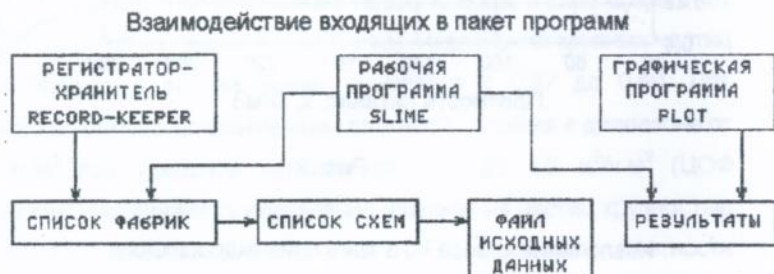 Взаимодействие входящих в пакет программ
РЕГИСТРАТОР-
ХРАНИТЕЛЬ
RECORD-KEEPER
РАБОЧАЯ
ПРОГРАММА
SLIME
ГРАФИЧЕСКАЯ
ПРОГРАММА
PLOT
СПИСОК ФАБРИК
СПИСОК СХЕМ
ФАЙЛ
ИСХОДНЫХ
ДАННЫХ
РЕЗУЛЬТАТЫ